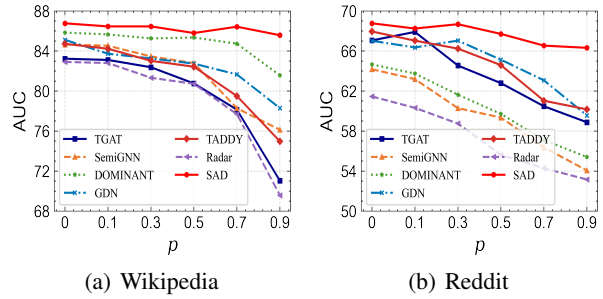 AUC
88
84
80
76
72
68
TGAT
SemiGNN
DOMINANT
GDN
TADDY
Radar
SAD
0 0.1 0.3 0.5 0.7 0.9
p
(a) Wikipedia
AUC
70
66
62
58
54
50
TGAT
SemiGNN
DOMINANT
GDN
TADDY
Radar
SAD
0 0.1 0.3 0.5 0.7 0.9
p
(b) Reddit